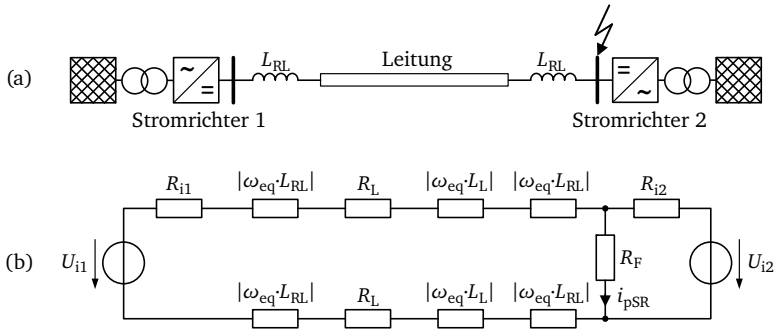 L_RL Leitung L_RL
(a)
~ = = ~
Stromrichter 1 Stromrichter 2
R_i1 |ω_eq·L_RL| R_L |ω_eq·L_L| |ω_eq·L_RL| R_i2
(b) U_i1 R_F i_pSR U_i2
|ω_eq·L_RL| R_L |ω_eq·L_L| |ω_eq·L_RL|